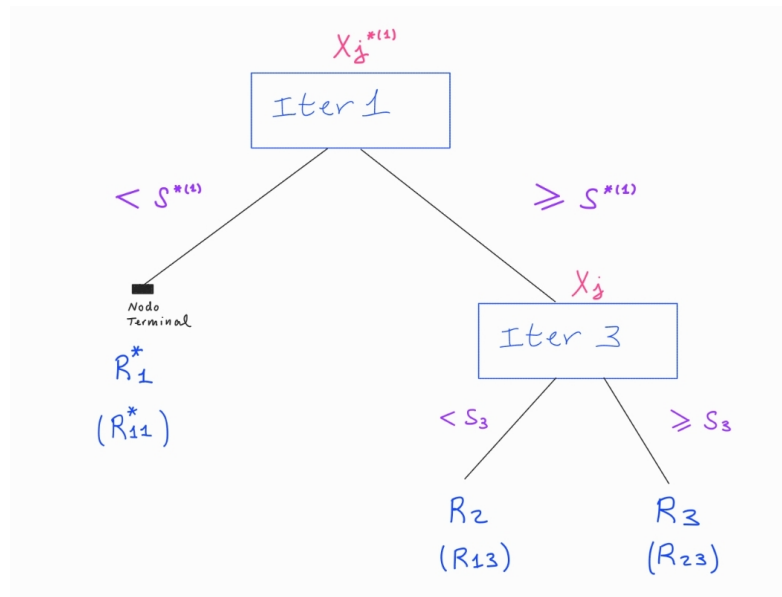 Xj*(1)
Iter 1
< S*(1)
≥ S*(1)
Xj
Nodo
Terminal
Iter 3
R*1
(R*11)
< S3
≥ S3
R2
R3
(R13)
(R23)